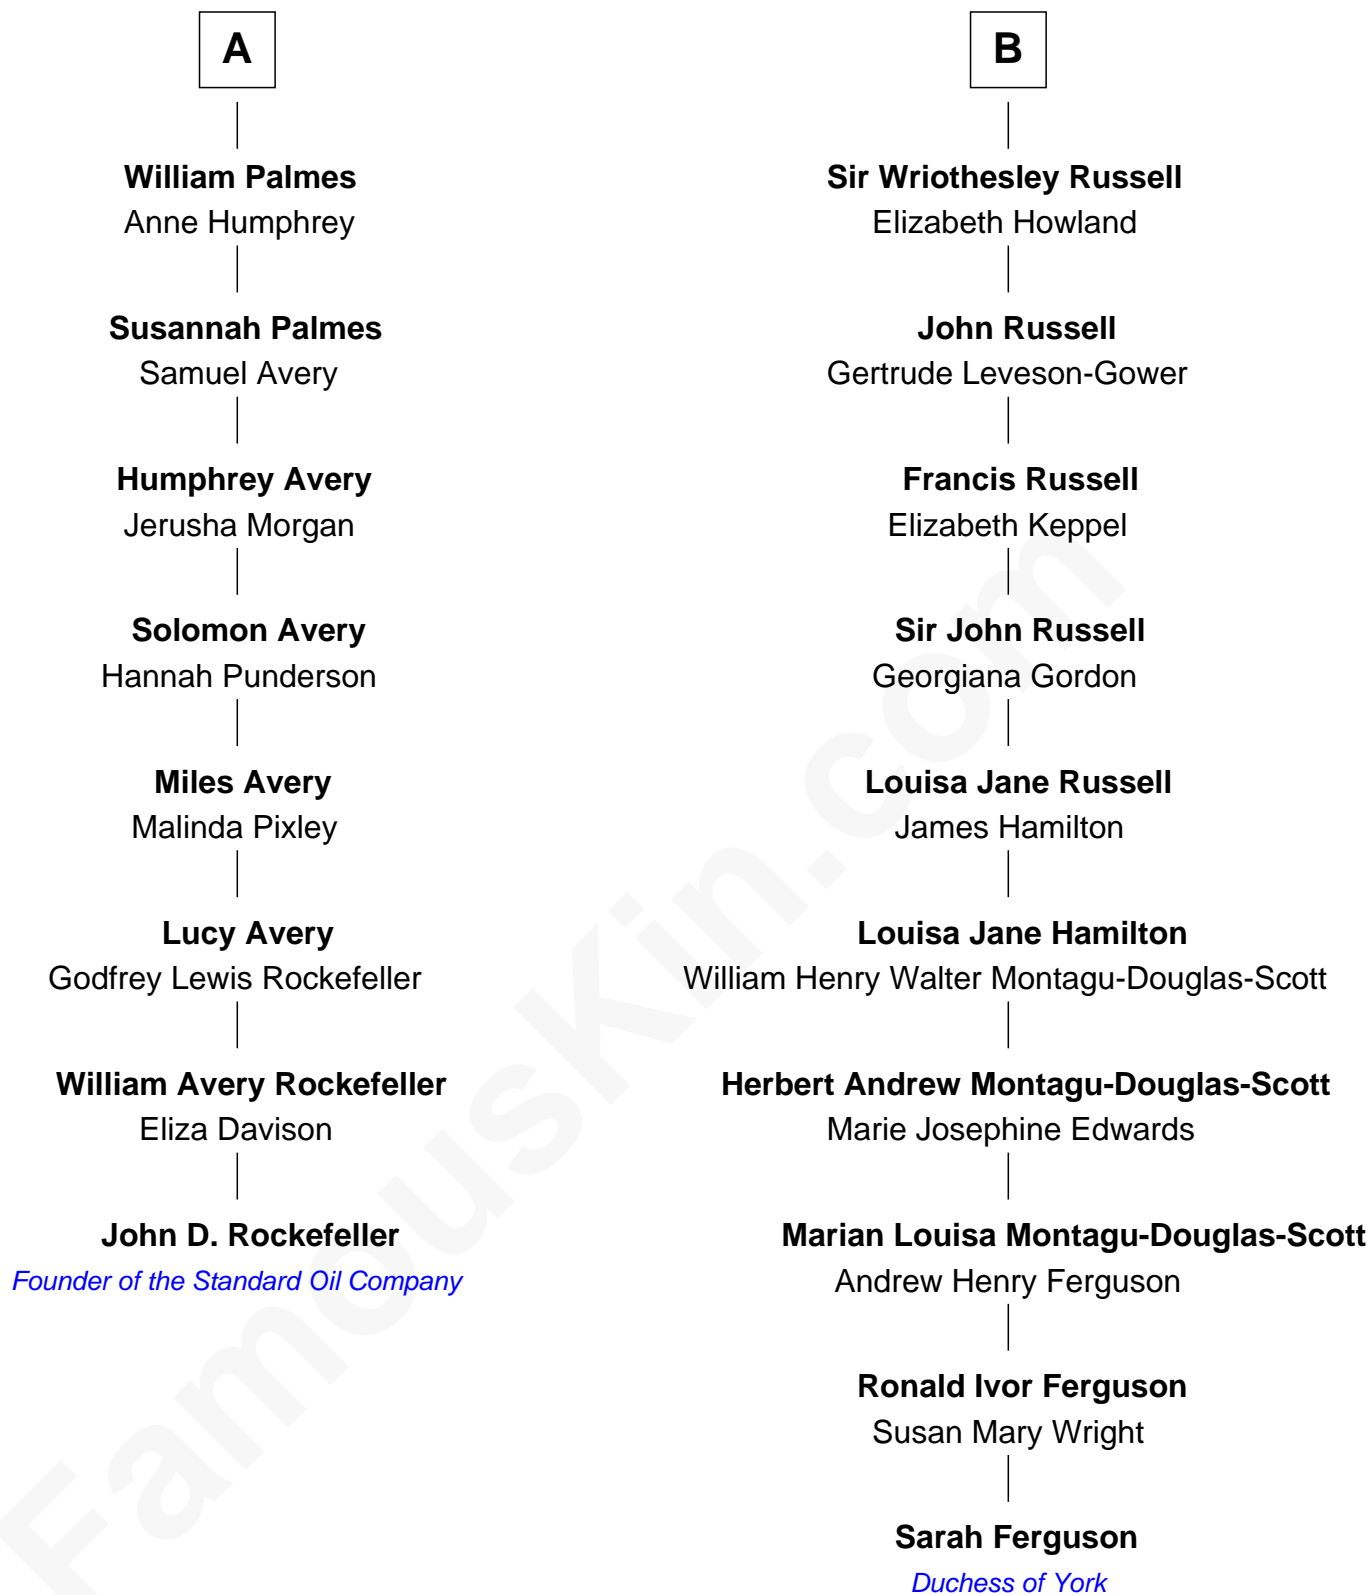 A
William Palmes
Anne Humphrey
Susannah Palmes
Samuel Avery
Humphrey Avery
Jerusha Morgan
Solomon Avery
Hannah Punderson
Miles Avery
Malinda Pixley
Lucy Avery
Godfrey Lewis Rockefeller
William Avery Rockefeller
Eliza Davison
John D. Rockefeller
Founder of the Standard Oil Company
B
Sir Wriothesley Russell
Elizabeth Howland
John Russell
Gertrude Leveson-Gower
Francis Russell
Elizabeth Keppel
Sir John Russell
Georgiana Gordon
Louisa Jane Russell
James Hamilton
Louisa Jane Hamilton
William Henry Walter Montagu-Douglas-Scott
Herbert Andrew Montagu-Douglas-Scott
Marie Josephine Edwards
Marian Louisa Montagu-Douglas-Scott
Andrew Henry Ferguson
Ronald Ivor Ferguson
Susan Mary Wright
Sarah Ferguson
Duchess of York
FamousKin.com